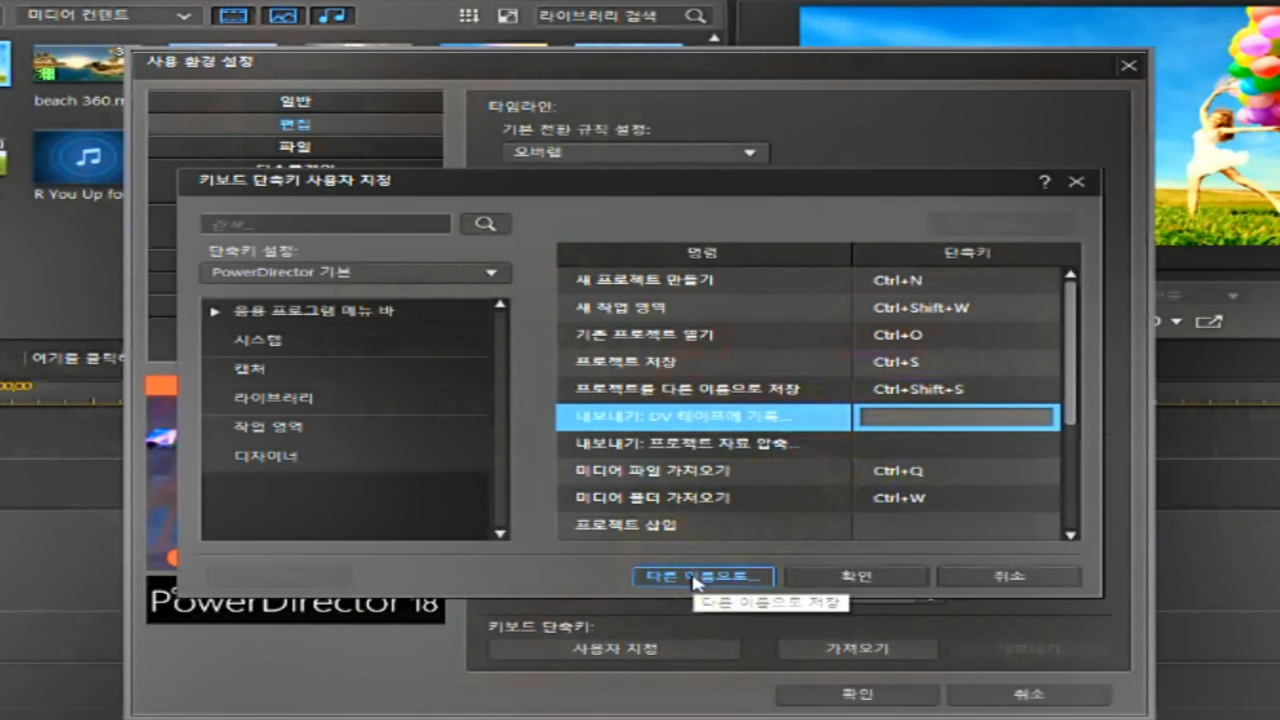 미디어 컨텐트
라이브러리 검색
beach 360.m
R You Up fo
여기를 클릭하
사용 환경 설정
일반
편집
파일
타임라인:
기본 전환 규칙 설정:
오버랩
키보드 단축키 사용자 지정
?
검색...
단축키 설정:
PowerDirector 기본
응용 프로그램 메뉴 바
시스템
캡처
라이브러리
작업 영역
디자이너
명령 단축키
새 프로젝트 만들기 Ctrl+N
새 작업 영역 Ctrl+Shift+W
기존 프로젝트 열기 Ctrl+O
프로젝트 저장 Ctrl+S
프로젝트를 다른 이름으로 저장 Ctrl+Shift+S
내보내기: DV 테이프에 기록...
내보내기: 프로젝트 자료 압축...
미디어 파일 가져오기 Ctrl+Q
미디어 폴더 가져오기 Ctrl+W
프로젝트 삽입
다른 이름으로... 확인 취소
다른 이름으로 저장
PowerDirector 18
키보드 단축키:
사용자 지정 가져오기 내보내기
확인 취소